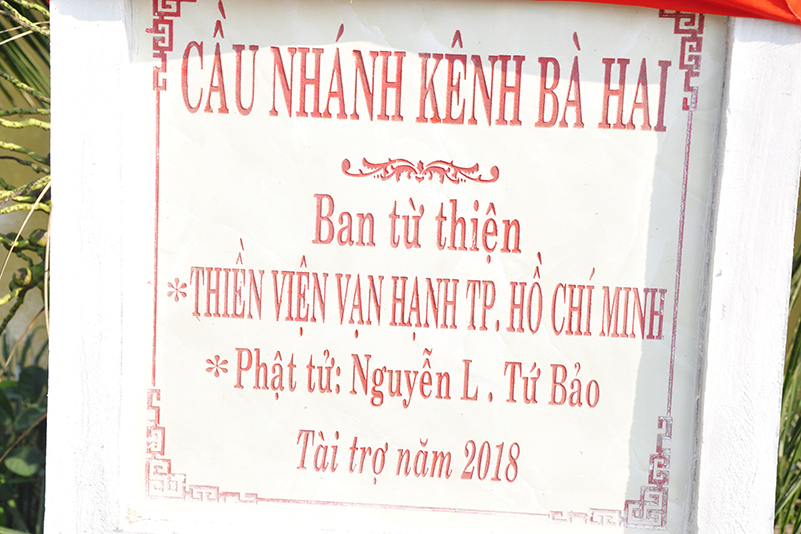 CẦU NHÁNH KÊNH BÀ HAI
Ban từ thiện
*THIỀN VIỆN VẠN HẠNH TP. HỒ CHÍ MINH
* Phật tử: Nguyễn L . Tứ Bảo
Tài trợ năm 2018